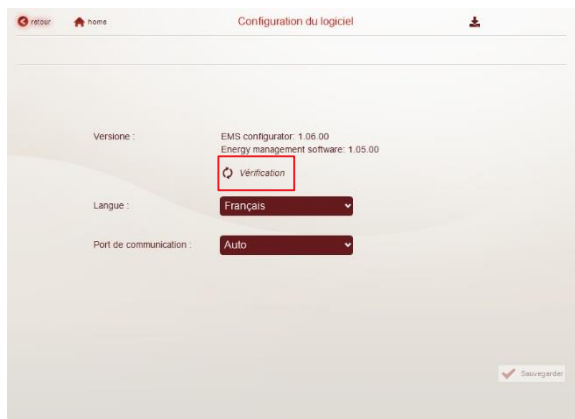 retour
home
Configuration du logiciel
Versione :
EMS configurator: 1.06.00
Energy management software: 1.05.00
Vérification
Langue :
Français
Port de communication :
Auto
Sauvegarder